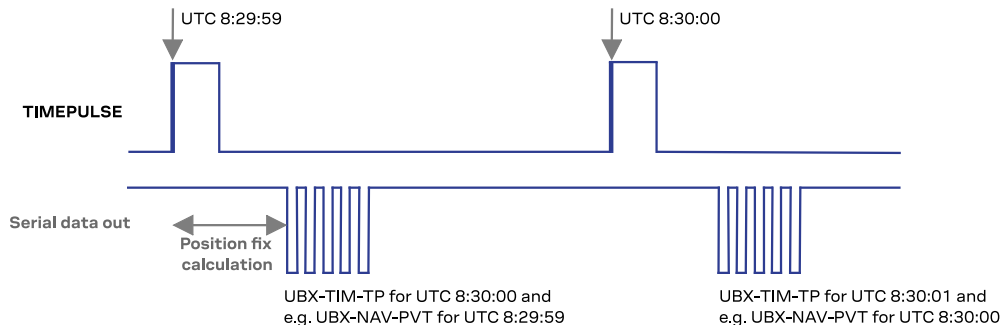 UTC 8:29:59
UTC 8:30:00
TIMEPULSE
Serial data out
Position fix
calculation
UBX-TIM-TP for UTC 8:30:00 and
e.g. UBX-NAV-PVT for UTC 8:29:59
UBX-TIM-TP for UTC 8:30:01 and
e.g. UBX-NAV-PVT for UTC 8:30:00